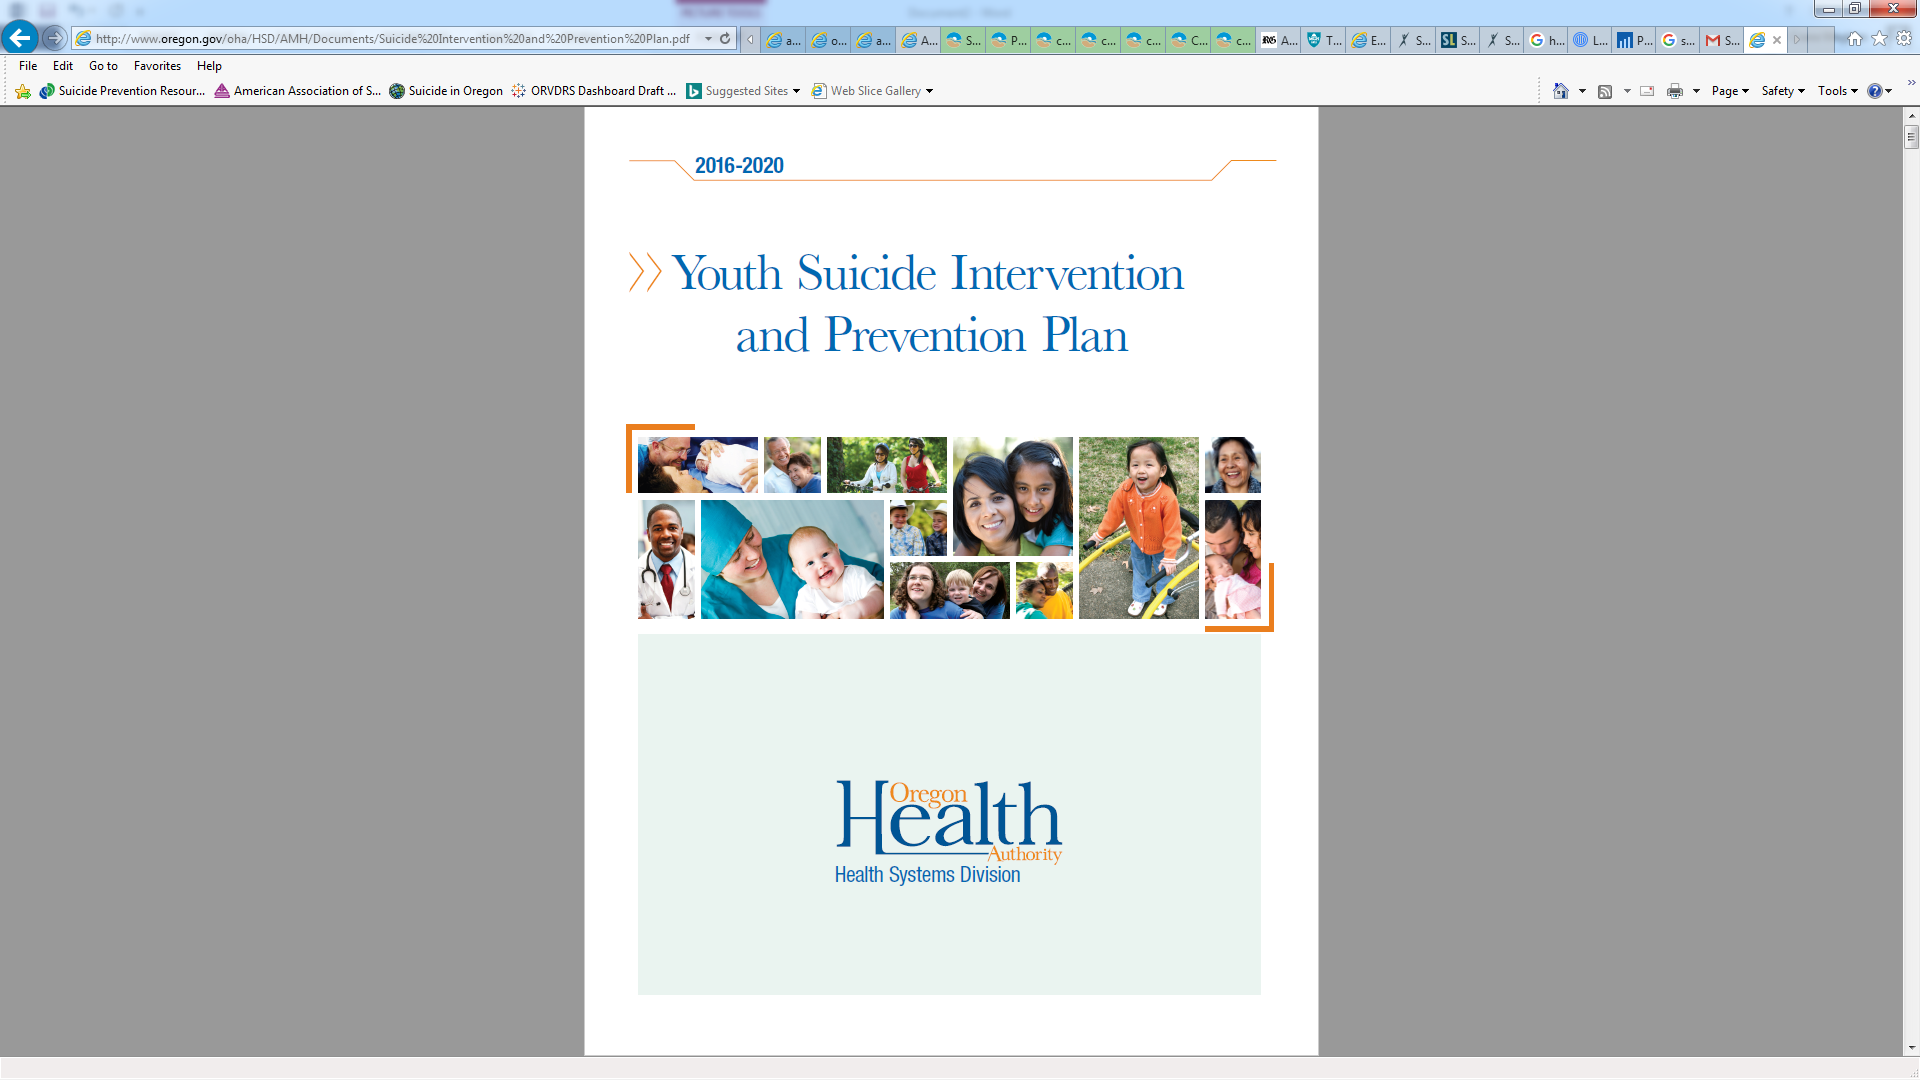 http://www.oregon.gov/oha/HSD/AMH/Documents/Suicide%20Intervention%20and%20Prevention%20Plan.pdf
a...
o...
a...
A...
S...
P...
c...
c...
c...
C...
c...
A...
T...
E...
S...
S...
S...
h...
L...
P...
s...
S...
File Edit Go to Favorites Help
Suicide Prevention Resour... American Association of S... Suicide in Oregon ORVDRS Dashboard Draft ... Suggested Sites Web Slice Gallery
Page Safety Tools
2016-2020
Youth Suicide Intervention
and Prevention Plan
Oregon
Health
Authority
Health Systems Division